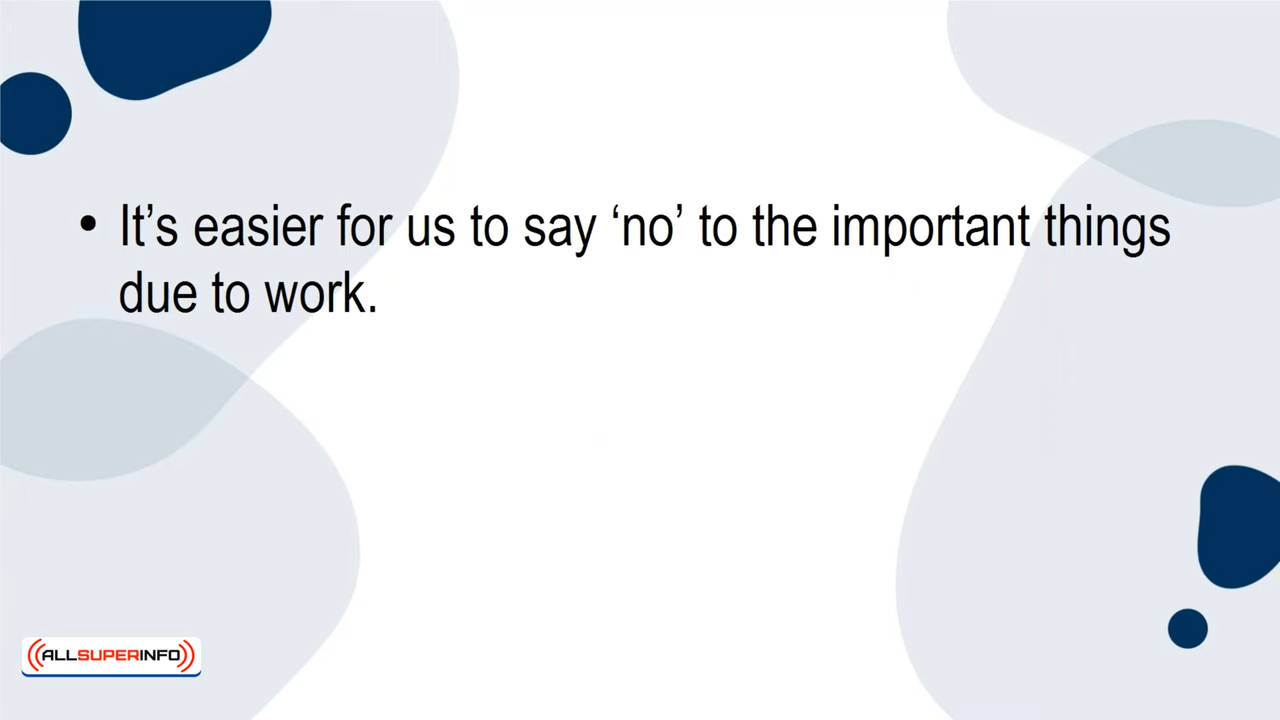 • It’s easier for us to say ‘no’ to the important things
due to work.
ALLSUPERINFO